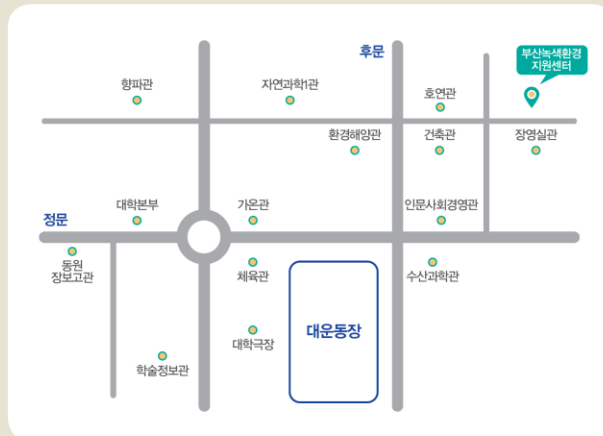 후문
부산녹색환경
지원센터
향파관
자연과학1관
호연관
환경해양관
건축관
장영실관
정문
대학본부
가온관
인문사회경영관
동원
장보고관
체육관
수산과학관
대운동장
대학극장
학술정보관